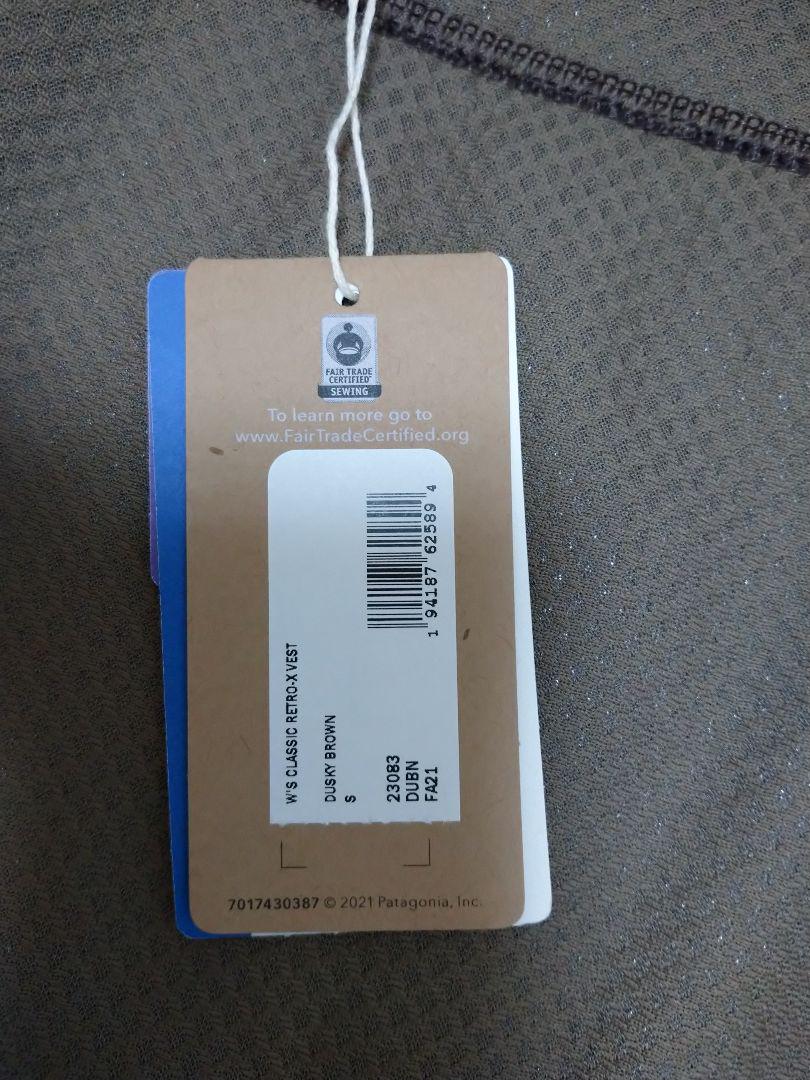 FAIR TRADE
CERTIFIED™
SEWING
To learn more go to
www.FairTradeCertified.org
W'S CLASSIC RETRO-X VEST
DUSKY BROWN
S
23083
DUBN
FA21
1 94187 62589 4
7017430387 © 2021 Patagonia, Inc.